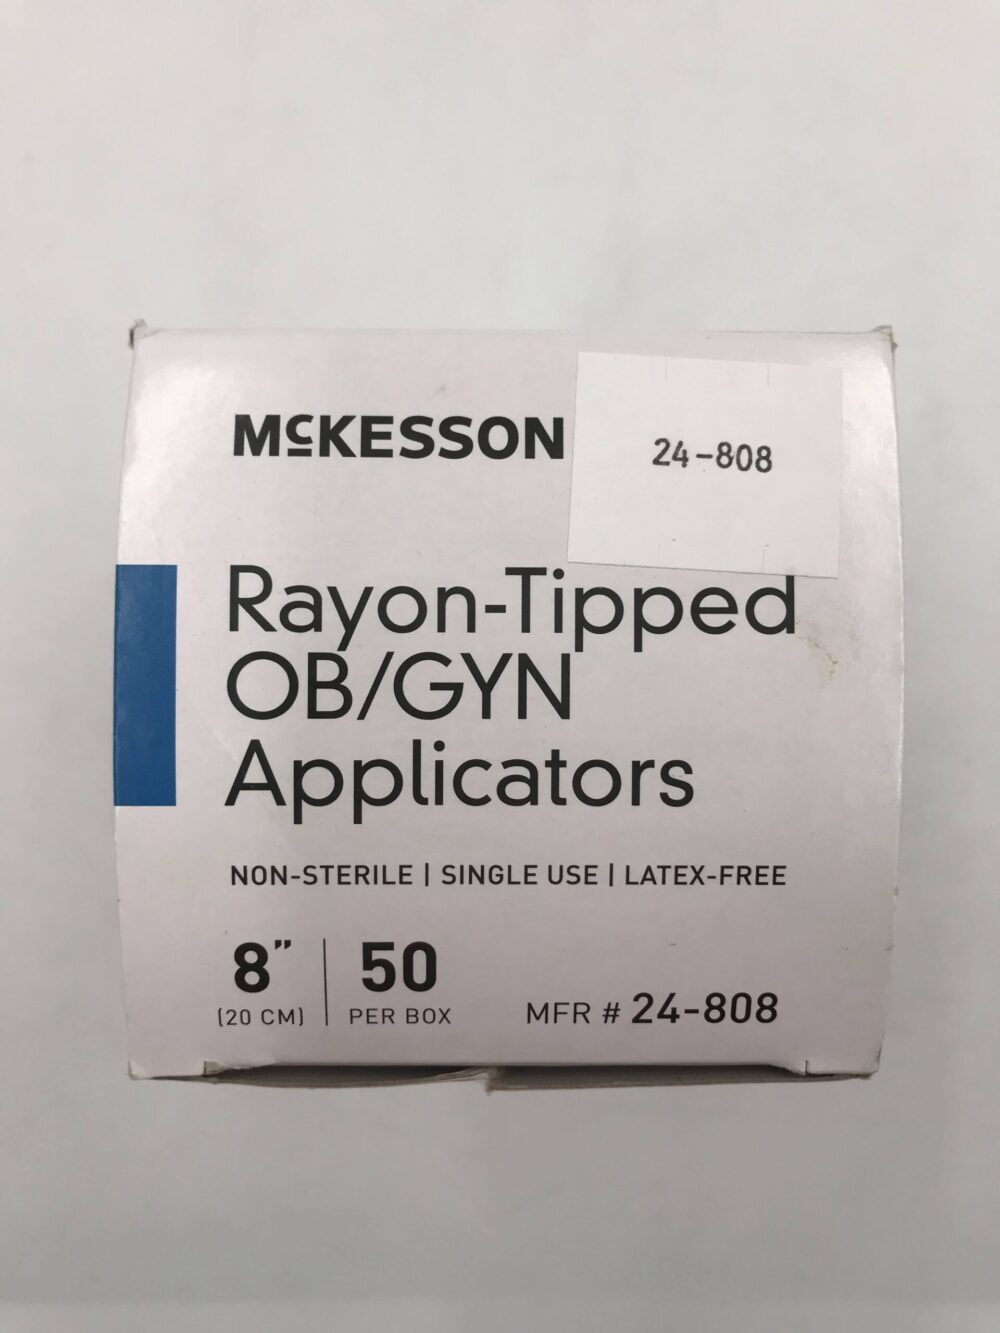 McKESSON
24-808
Rayon-Tipped
OB/GYN
Applicators
NON-STERILE | SINGLE USE | LATEX-FREE
8” | 50
(20 CM) PER BOX MFR # 24-808